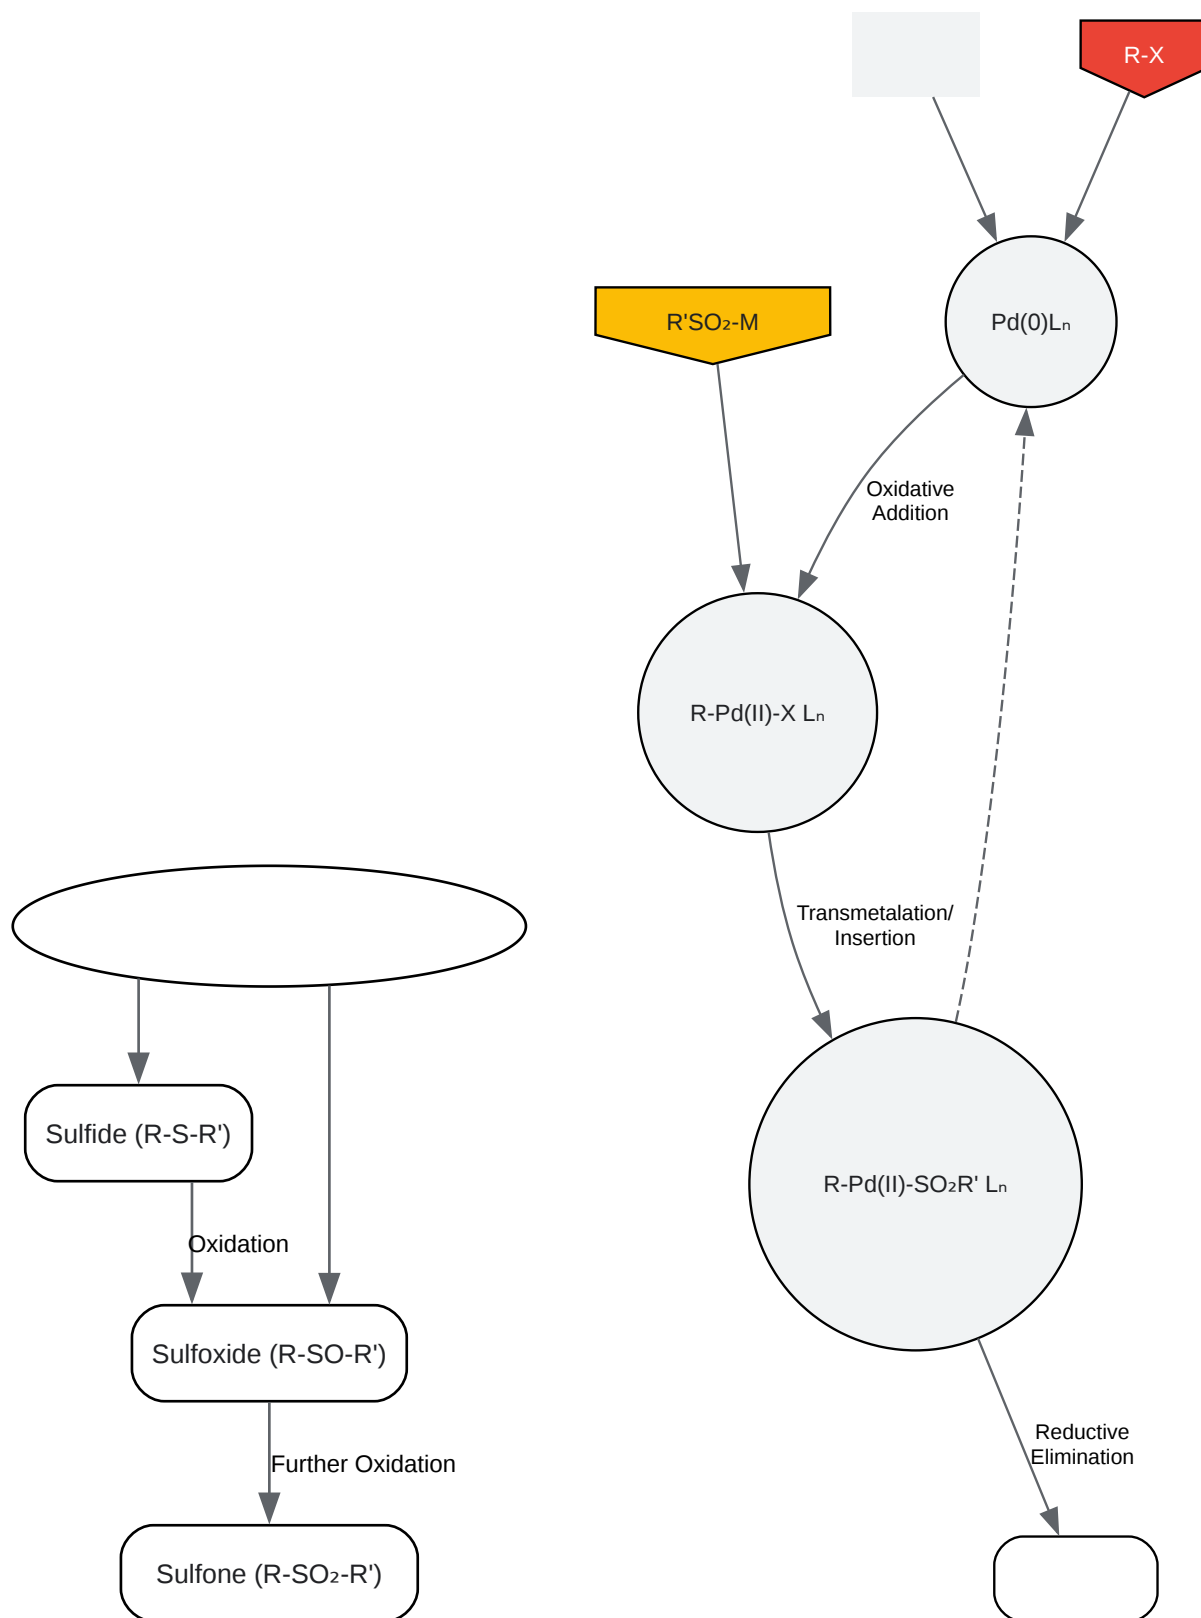 R-X
Pd(0)Lₙ
R'SO₂-M
Oxidative
Addition
R-Pd(II)-X Lₙ
Transmetalation/
Insertion
Sulfide (R-S-R')
R-Pd(II)-SO₂R' Lₙ
Oxidation
Sulfoxide (R-SO-R')
Reductive
Elimination
Further Oxidation
Sulfone (R-SO₂-R')